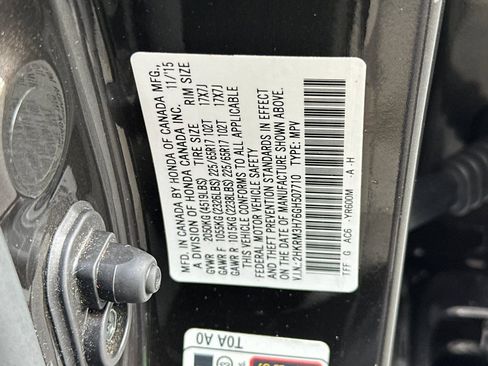 MFD. IN CANADA BY HONDA OF CANADA MFG.,
A DIVISION OF HONDA CANADA INC. 11/15
TIRE SIZE RIM SIZE
GVWR 2050KG(4519LBS)
GAWR F 1055KG(2326LBS) 225/65R17 102T 17X7J
GAWR R 1015KG(2238LBS) 225/65R17 102T 17X7J
THIS VEHICLE CONFORMS TO ALL APPLICABLE
FEDERAL MOTOR VEHICLE SAFETY
AND THEFT PREVENTION STANDARDS IN EFFECT
ON THE DATE OF MANUFACTURE SHOWN ABOVE.
V.I.N.:2HKRM3H79GH507710 TYPE: MPV
TFF G AC6 YR600M -A -H
TOA A0